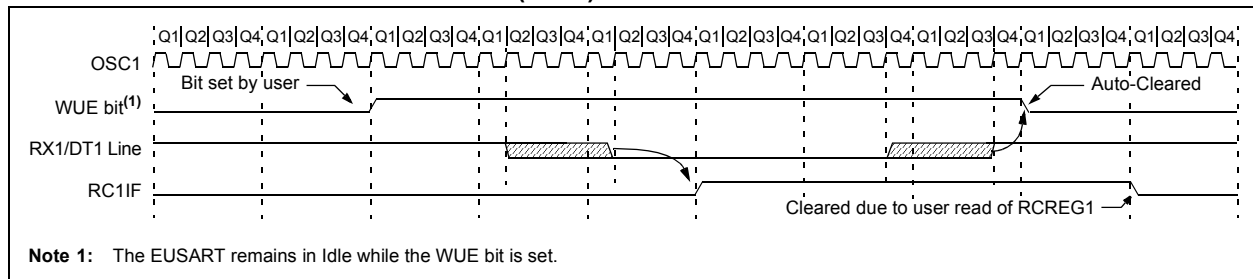 Q1 Q2 Q3 Q4 Q1 Q2 Q3 Q4 Q1 Q2 Q3 Q4 Q1 Q2 Q3 Q4 Q1 Q2 Q3 Q4 Q1 Q2 Q3 Q4 Q1 Q2 Q3 Q4 Q1 Q2 Q3 Q4 Q1 Q2 Q3 Q4 Q1 Q2 Q3 Q4
OSC1
Bit set by user
Auto-Cleared
WUE bit(1)
RX1/DT1 Line
RC1IF
Cleared due to user read of RCREG1
Note 1: The EUSART remains in Idle while the WUE bit is set.